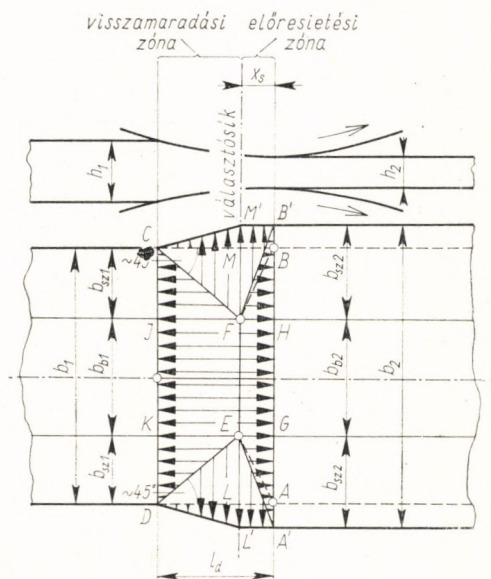 visszamaradási
zóna
előresietési
zóna
x_s
h_1
h_2
választósík
C
M'
B'
~45°
M
B
b_sz1
b_sz2
J
F
H
b_1
b_b1
b_b2
b_2
K
E
G
b_sz1
b_sz2
~45°
L
A
D
L'
A'
l_d